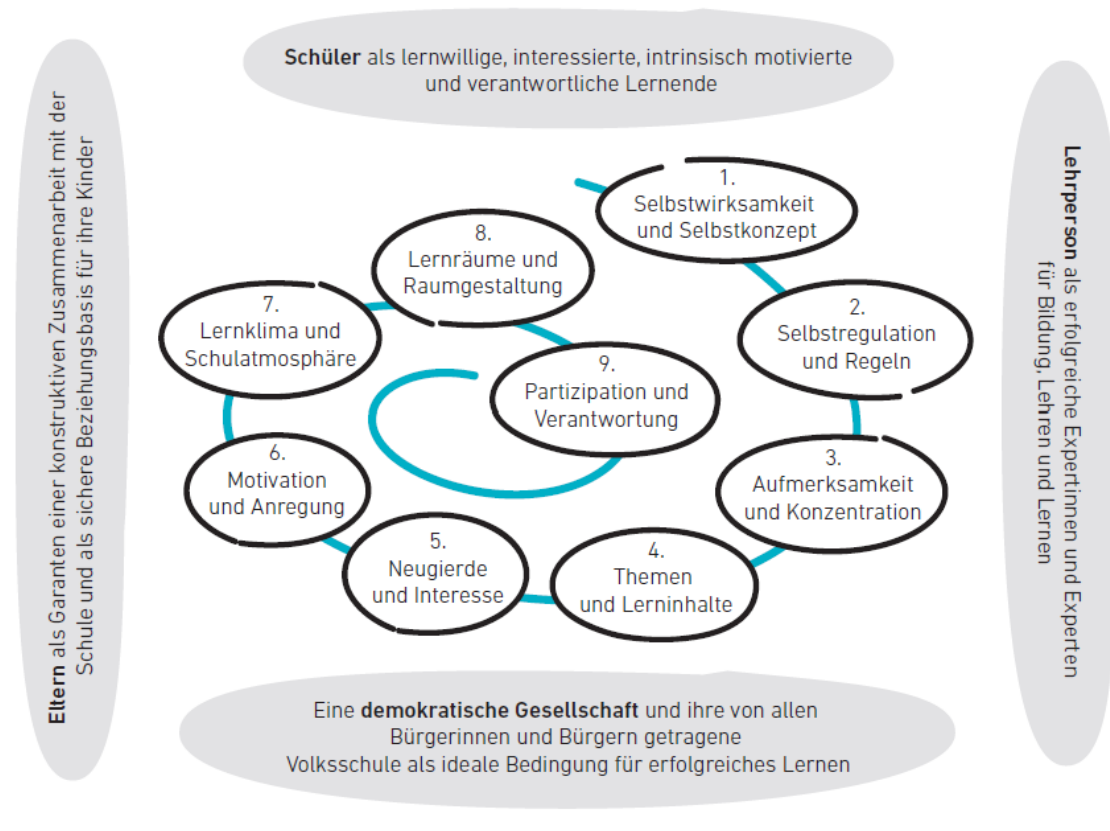 Schüler als lernwillige, interessierte, intrinsisch motivierte
und verantwortliche Lernende
Eltern als Garanten einer konstruktiven Zusammenarbeit mit der
Schule und als sichere Beziehungsbasis für ihre Kinder
1.
Selbstwirksamkeit
und Selbstkonzept
2.
Selbstregulation
und Regeln
3.
Aufmerksamkeit
und Konzentration
4.
Themen
und Lerninhalte
5.
Neugierde
und Interesse
6.
Motivation
und Anregung
7.
Lernklima und
Schulatmosphäre
8.
Lernräume und
Raumgestaltung
9.
Partizipation und
Verantwortung
Lehrperson als erfolgreiche Expertinnen und Experten
für Bildung, Lehren und Lernen
Eine demokratische Gesellschaft und ihre von allen
Bürgerinnen und Bürgern getragene
Volksschule als ideale Bedingung für erfolgreiches Lernen